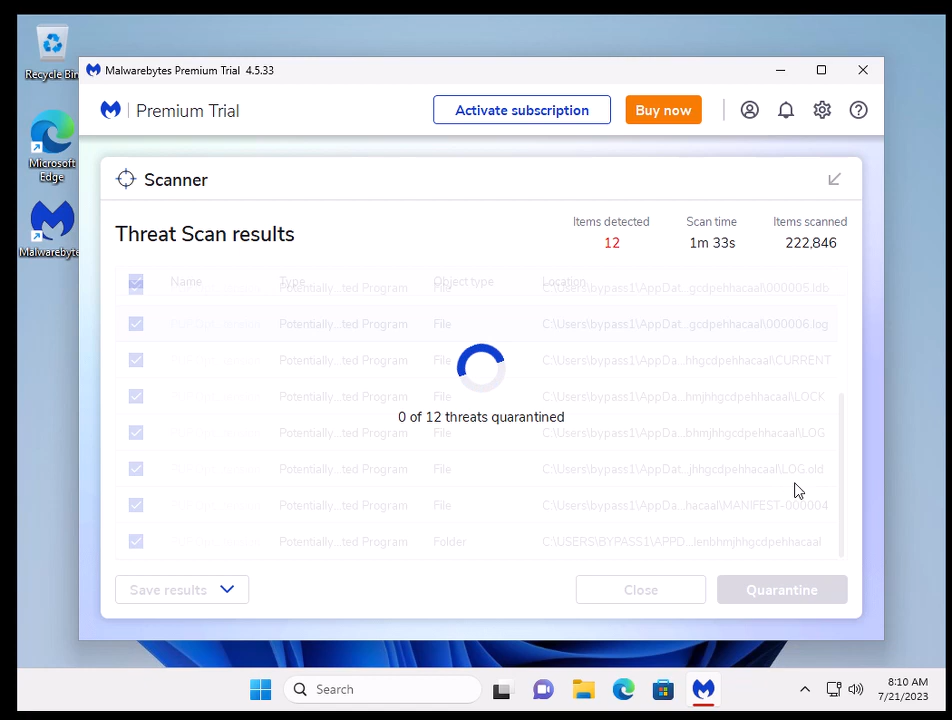 Recycle Bin
Microsoft
Edge
Malwarebyte
Malwarebytes Premium Trial 4.5.33
Premium Trial
Activate subscription
Buy now
Scanner
Threat Scan results
Items detected
12
Scan time
1m 33s
Items scanned
222,846
Name
Type
Object type
Location
Potentially...ted Program
File
C:\Users\bypass1\AppDat...gcdpehhacaal\000005.ldb
Potentially...ted Program
File
C:\Users\bypass1\AppDat...gcdpehhacaal\000006.log
Potentially...ted Program
File
C:\Users\bypass1\AppDa...hhgcdpehhacaal\CURRENT
Potentially...ted Program
File
C:\Users\bypass1\AppDa...hmjhhgcdpehhacaal\LOCK
Potentially...ted Program
File
C:\Users\bypass1\AppDa...bhmjhhgcdpehhacaal\LOG
Potentially...ted Program
File
C:\Users\bypass1\AppDat...jhhgcdpehhacaal\LOG.old
Potentially...ted Program
File
C:\Users\bypass1\AppDa...hacaal\MANIFEST-000004
Potentially...ted Program
Folder
C:\USERS\BYPASS1\APPD...lenbhmjhhgcdpehhacaal
0 of 12 threats quarantined
Save results
Close
Quarantine
Search
8:10 AM
7/21/2023